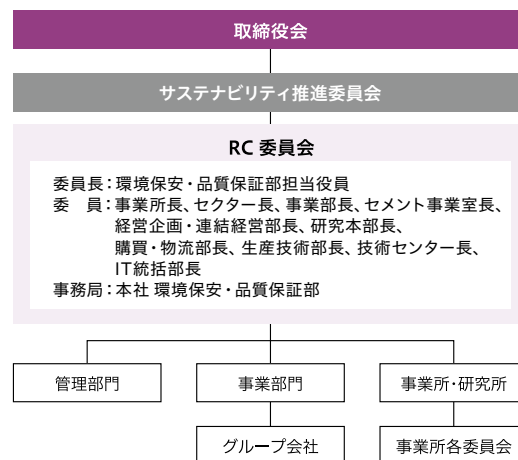 取締役会
サステナビリティ推進委員会
RC 委員会
委員長：環境保安・品質保証部担当役員
委　員：事業所長、セクター長、事業部長、セメント事業室長、
経営企画・連結経営部長、研究本部長、
購買・物流部長、生産技術部長、技術センター長、
IT統括部長
事務局：本社 環境保安・品質保証部
管理部門
事業部門
事業所・研究所
グループ会社
事業所各委員会